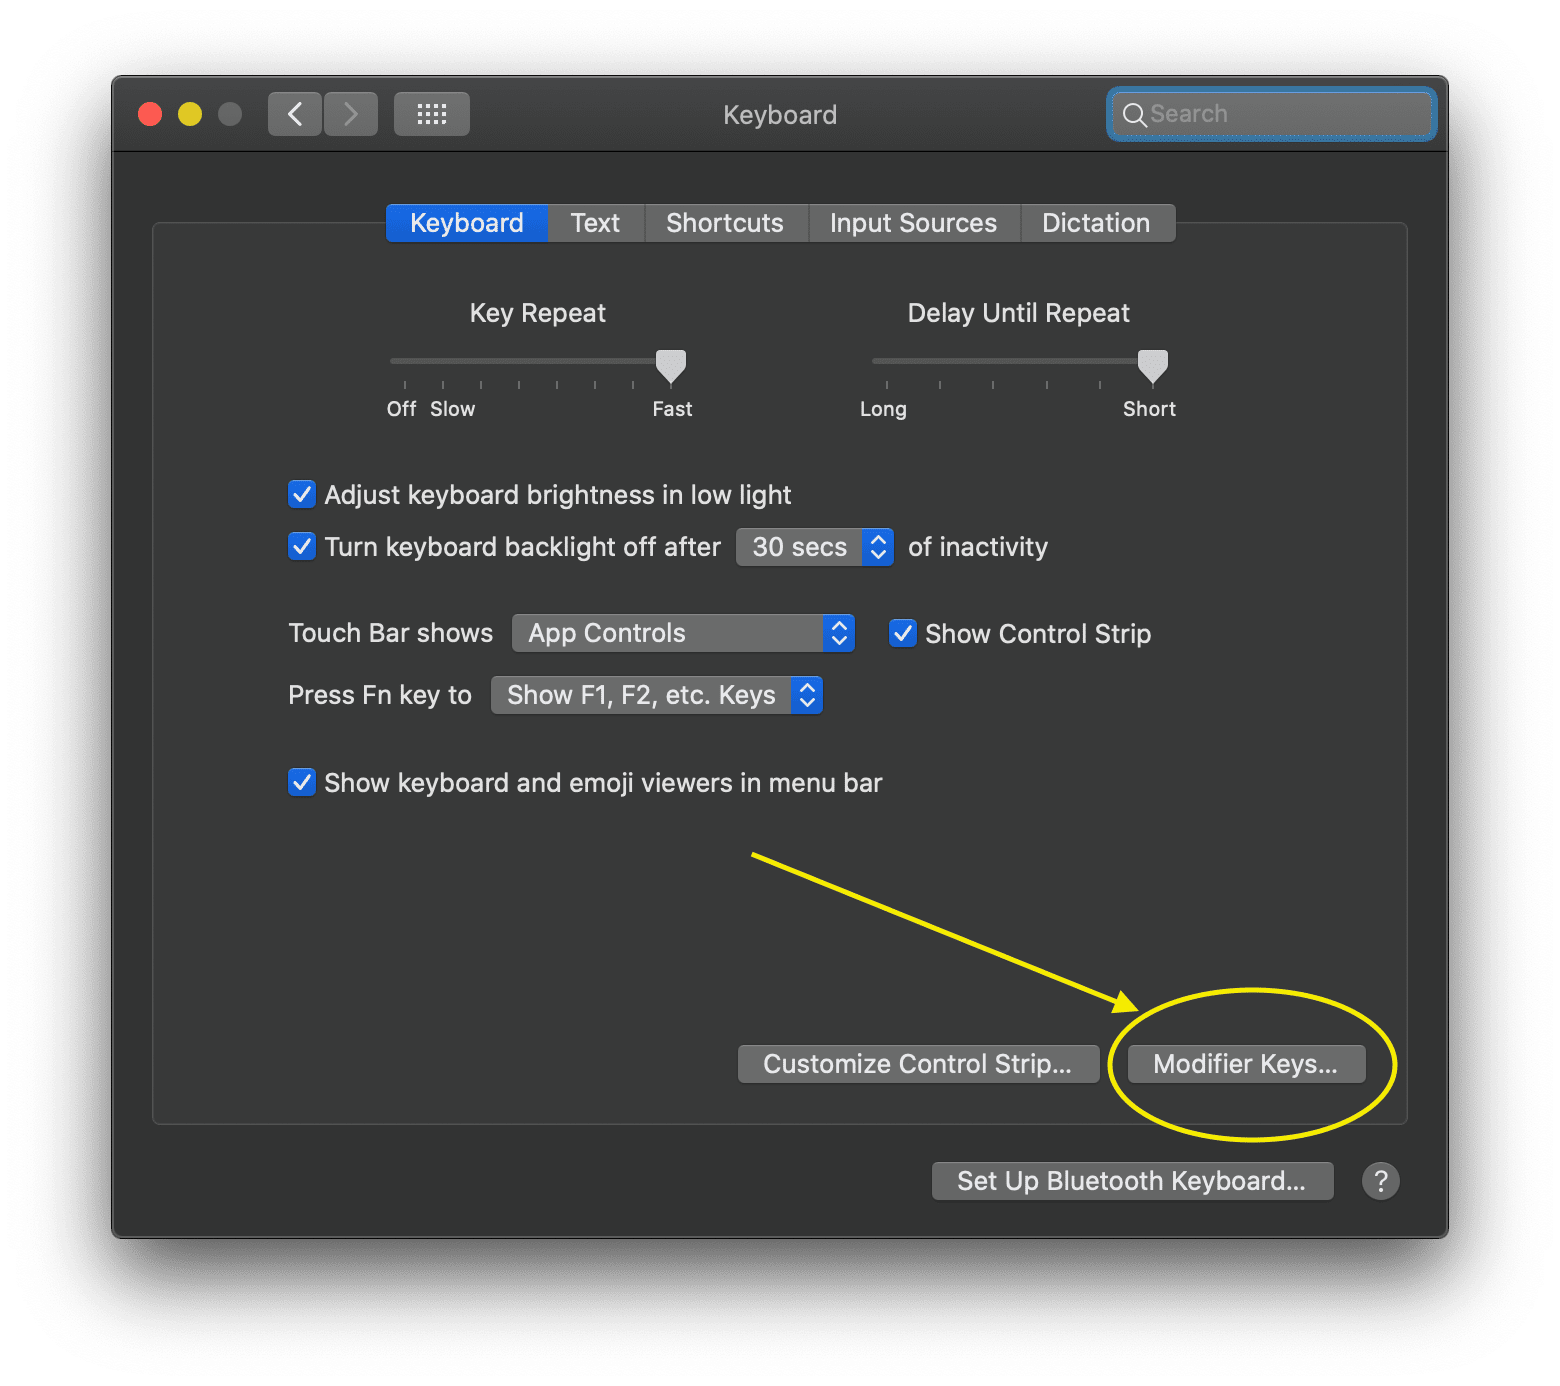 Keyboard
Search
Keyboard Text Shortcuts Input Sources Dictation
Key Repeat Delay Until Repeat
Off Slow Fast Long Short
Adjust keyboard brightness in low light
Turn keyboard backlight off after 30 secs of inactivity
Touch Bar shows App Controls Show Control Strip
Press Fn key to Show F1, F2, etc. Keys
Show keyboard and emoji viewers in menu bar
Customize Control Strip... Modifier Keys...
Set Up Bluetooth Keyboard... ?